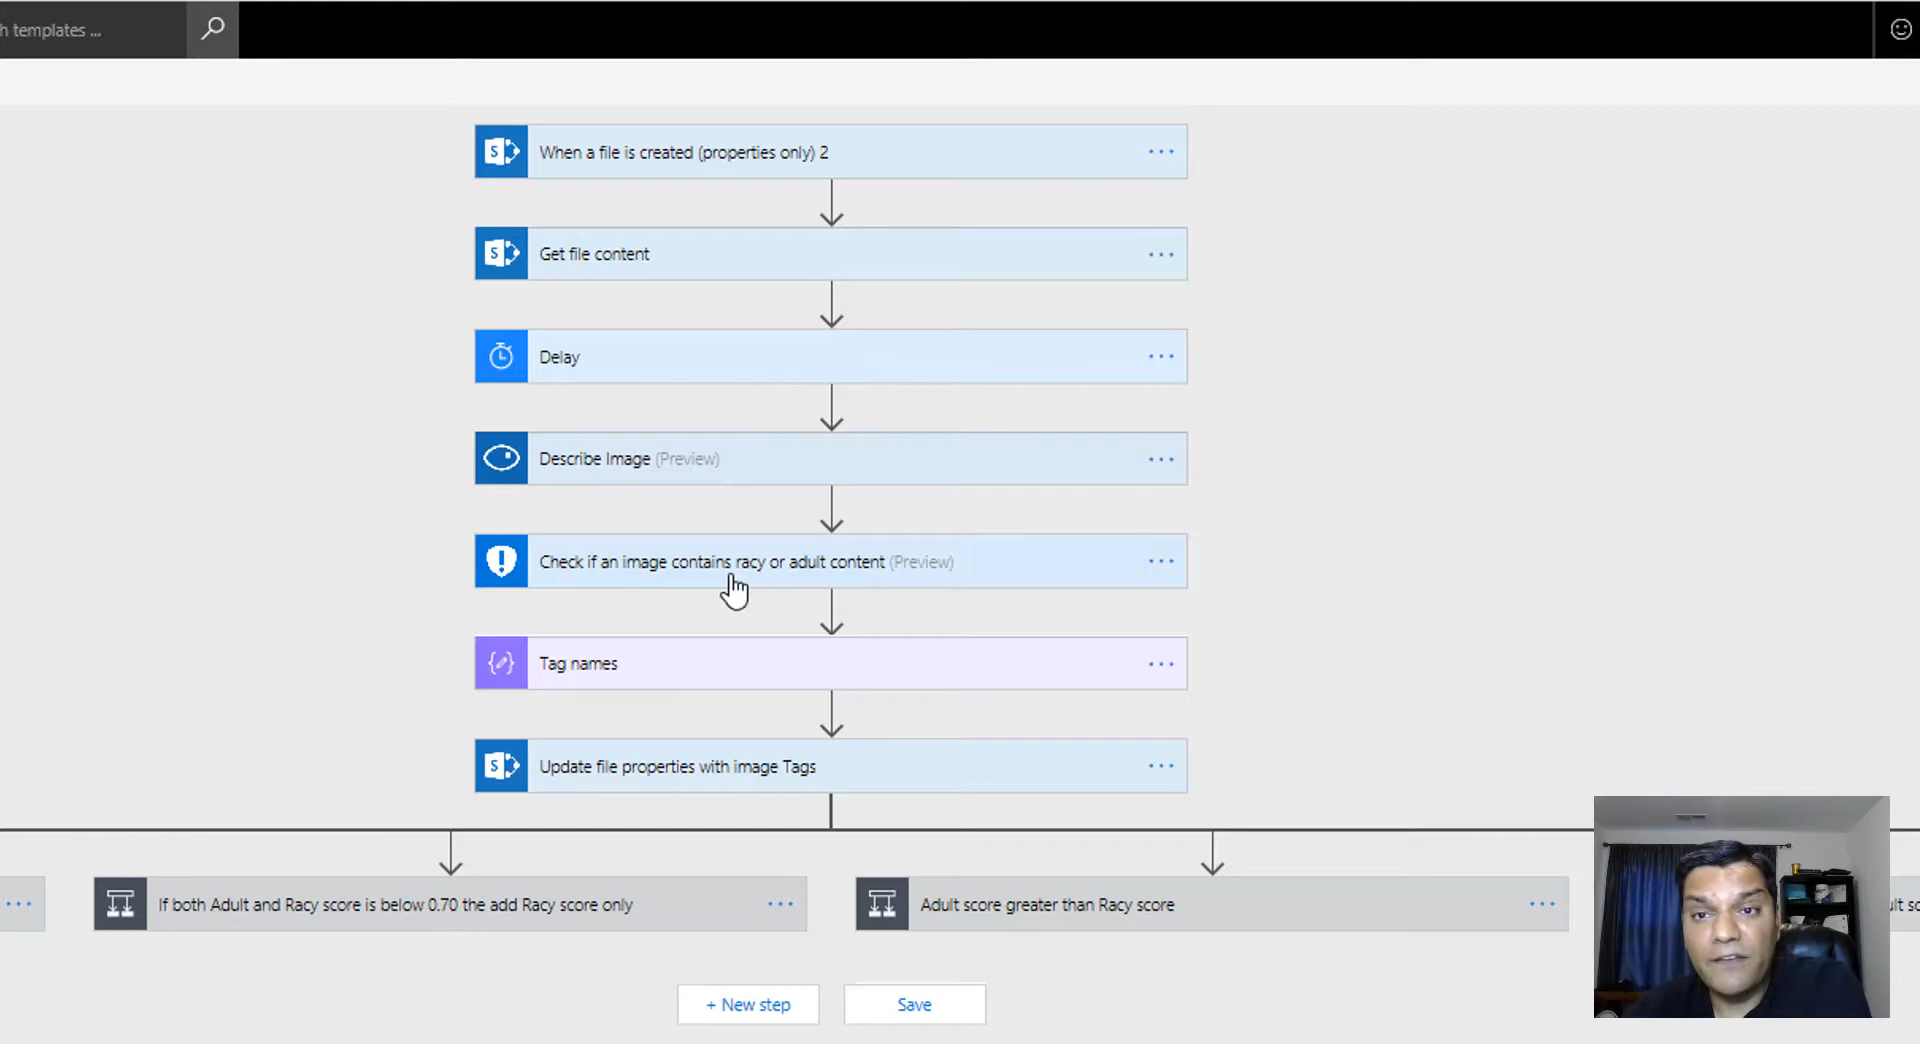 h templates ...
When a file is created (properties only) 2
Get file content
Delay
Describe Image (Preview)
Check if an image contains racy or adult content (Preview)
Tag names
Update file properties with image Tags
If both Adult and Racy score is below 0.70 the add Racy score only
Adult score greater than Racy score
ult sc
+ New step
Save